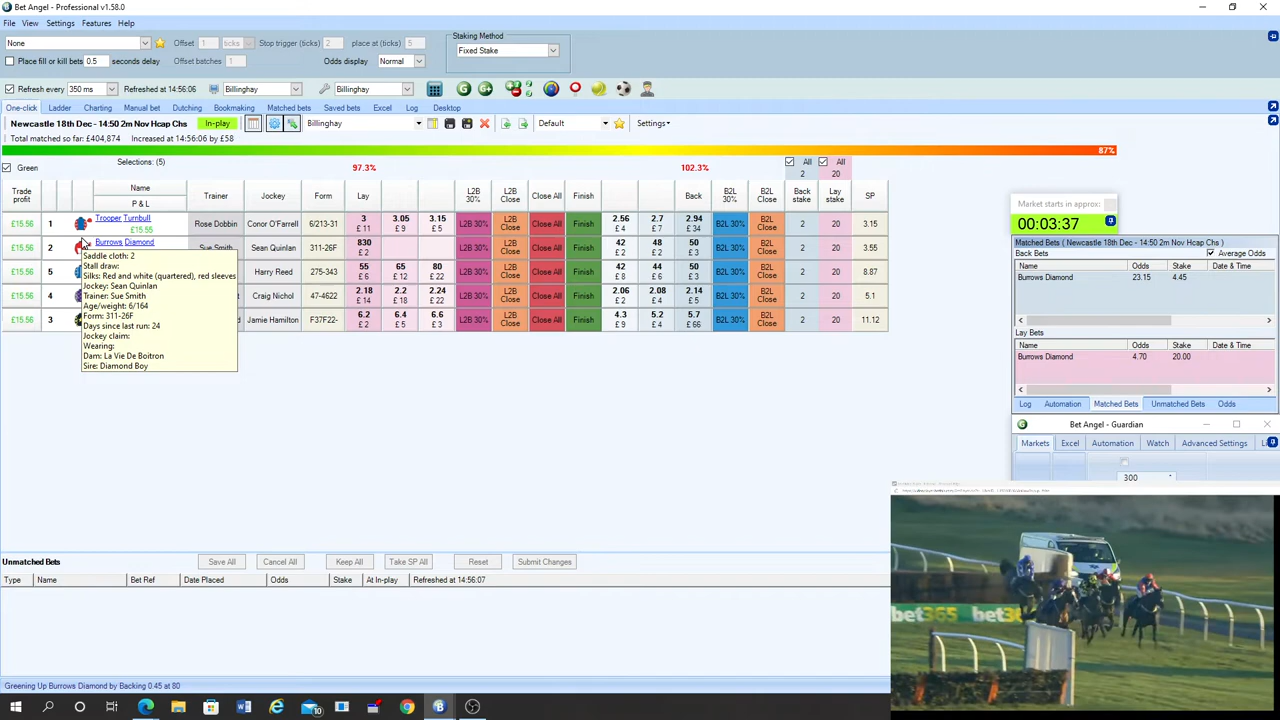 Bet Angel - Professional v1.58.0
File View Settings Features Help
None Offset 1 ticks Stop trigger (ticks) 2 place at (ticks) 5
Staking Method
Fixed Stake
Place fill or kill bets 0.5 seconds delay Offset batches 1 Odds display Normal
Refresh every 350 ms Refreshed at 14:56:06 Billinghay Billinghay
One-click Ladder Charting Manual bet Dutching Bookmaking Matched bets Saved bets Excel Log Desktop
Newcastle 18th Dec - 14:50 2m Nov Hcap Chs In-play Billinghay Default Settings
Total matched so far: £404,874 Increased at 14:56:06 by £58
87%
Green Selections: (5) 97.3% 102.3% All 2 All 20
Trade profit Name P & L Trainer Jockey Form Lay L2B 30% L2B Close Close All Finish Back B2L 30% B2L Close Back stake Lay stake SP
£15.56 1 Trooper Turnbull £15.55 Rose Dobbin Conor O'Farrell 6/213-31 3 £ 11 3.05 £ 9 3.15 £ 5 L2B 30% L2B Close Close All Finish 2.56 £ 4 2.7 £ 7 2.94 £ 34 B2L 30% B2L Close 2 20 3.15
£15.56 2 Burrows Diamond Sue Smith Sean Quinlan 311-26F 830 £ 2 L2B 30% L2B Close Close All Finish 42 £ 2 48 £ 2 50 £ 3 B2L 30% B2L Close 2 20 3.55
£15.56 5 Harry Reed 275-343 55 £ 6 65 £ 12 80 £ 2 L2B 30% L2B Close Close All Finish 42 £ 8 44 £ 6 50 £ 3 B2L 30% B2L Close 2 20 8.87
£15.56 4 Craig Nichol 47-4622 2.18 £ 14 2.2 £ 18 2.24 £ 22 L2B 30% L2B Close Close All Finish 2.06 £ 2 2.08 £ 4 2.14 £ 5 B2L 30% B2L Close 2 20 5.1
£15.56 3 Jamie Hamilton F37F22- 6.2 £ 2 6.4 £ 5 6.6 £ 3 L2B 30% L2B Close Close All Finish 4.3 £ 9 5.2 £ 4 5.7 £ 66 B2L 30% B2L Close 2 20 11.12
Saddle cloth: 2
Stall draw:
Silks: Red and white (quartered), red sleeves
Jockey: Sean Quinlan
Trainer: Sue Smith
Age/weight: 6/164
Form: 311-26F
Days since last run: 24
Jockey claim:
Wearing:
Dam: La Vie De Boitron
Sire: Diamond Boy
Market starts in approx:
00:03:37
Matched Bets ( Newcastle 18th Dec - 14:50 2m Nov Hcap Chs )
Back Bets Average Odds
Name Odds Stake Date & Time
Burrows Diamond 23.15 4.45
Lay Bets
Name Odds Stake Date & Time
Burrows Diamond 4.70 20.00
Log Automation Matched Bets Unmatched Bets Odds
Bet Angel - Guardian
Markets Excel Automation Watch Advanced Settings
300
bet365 bet36
Unmatched Bets Save All Cancel All Keep All Take SP All Reset Submit Changes
Type Name Bet Ref Date Placed Odds Stake At In-play Refreshed at 14:56:07
Greening Up Burrows Diamond by Backing 0.45 at 80
10